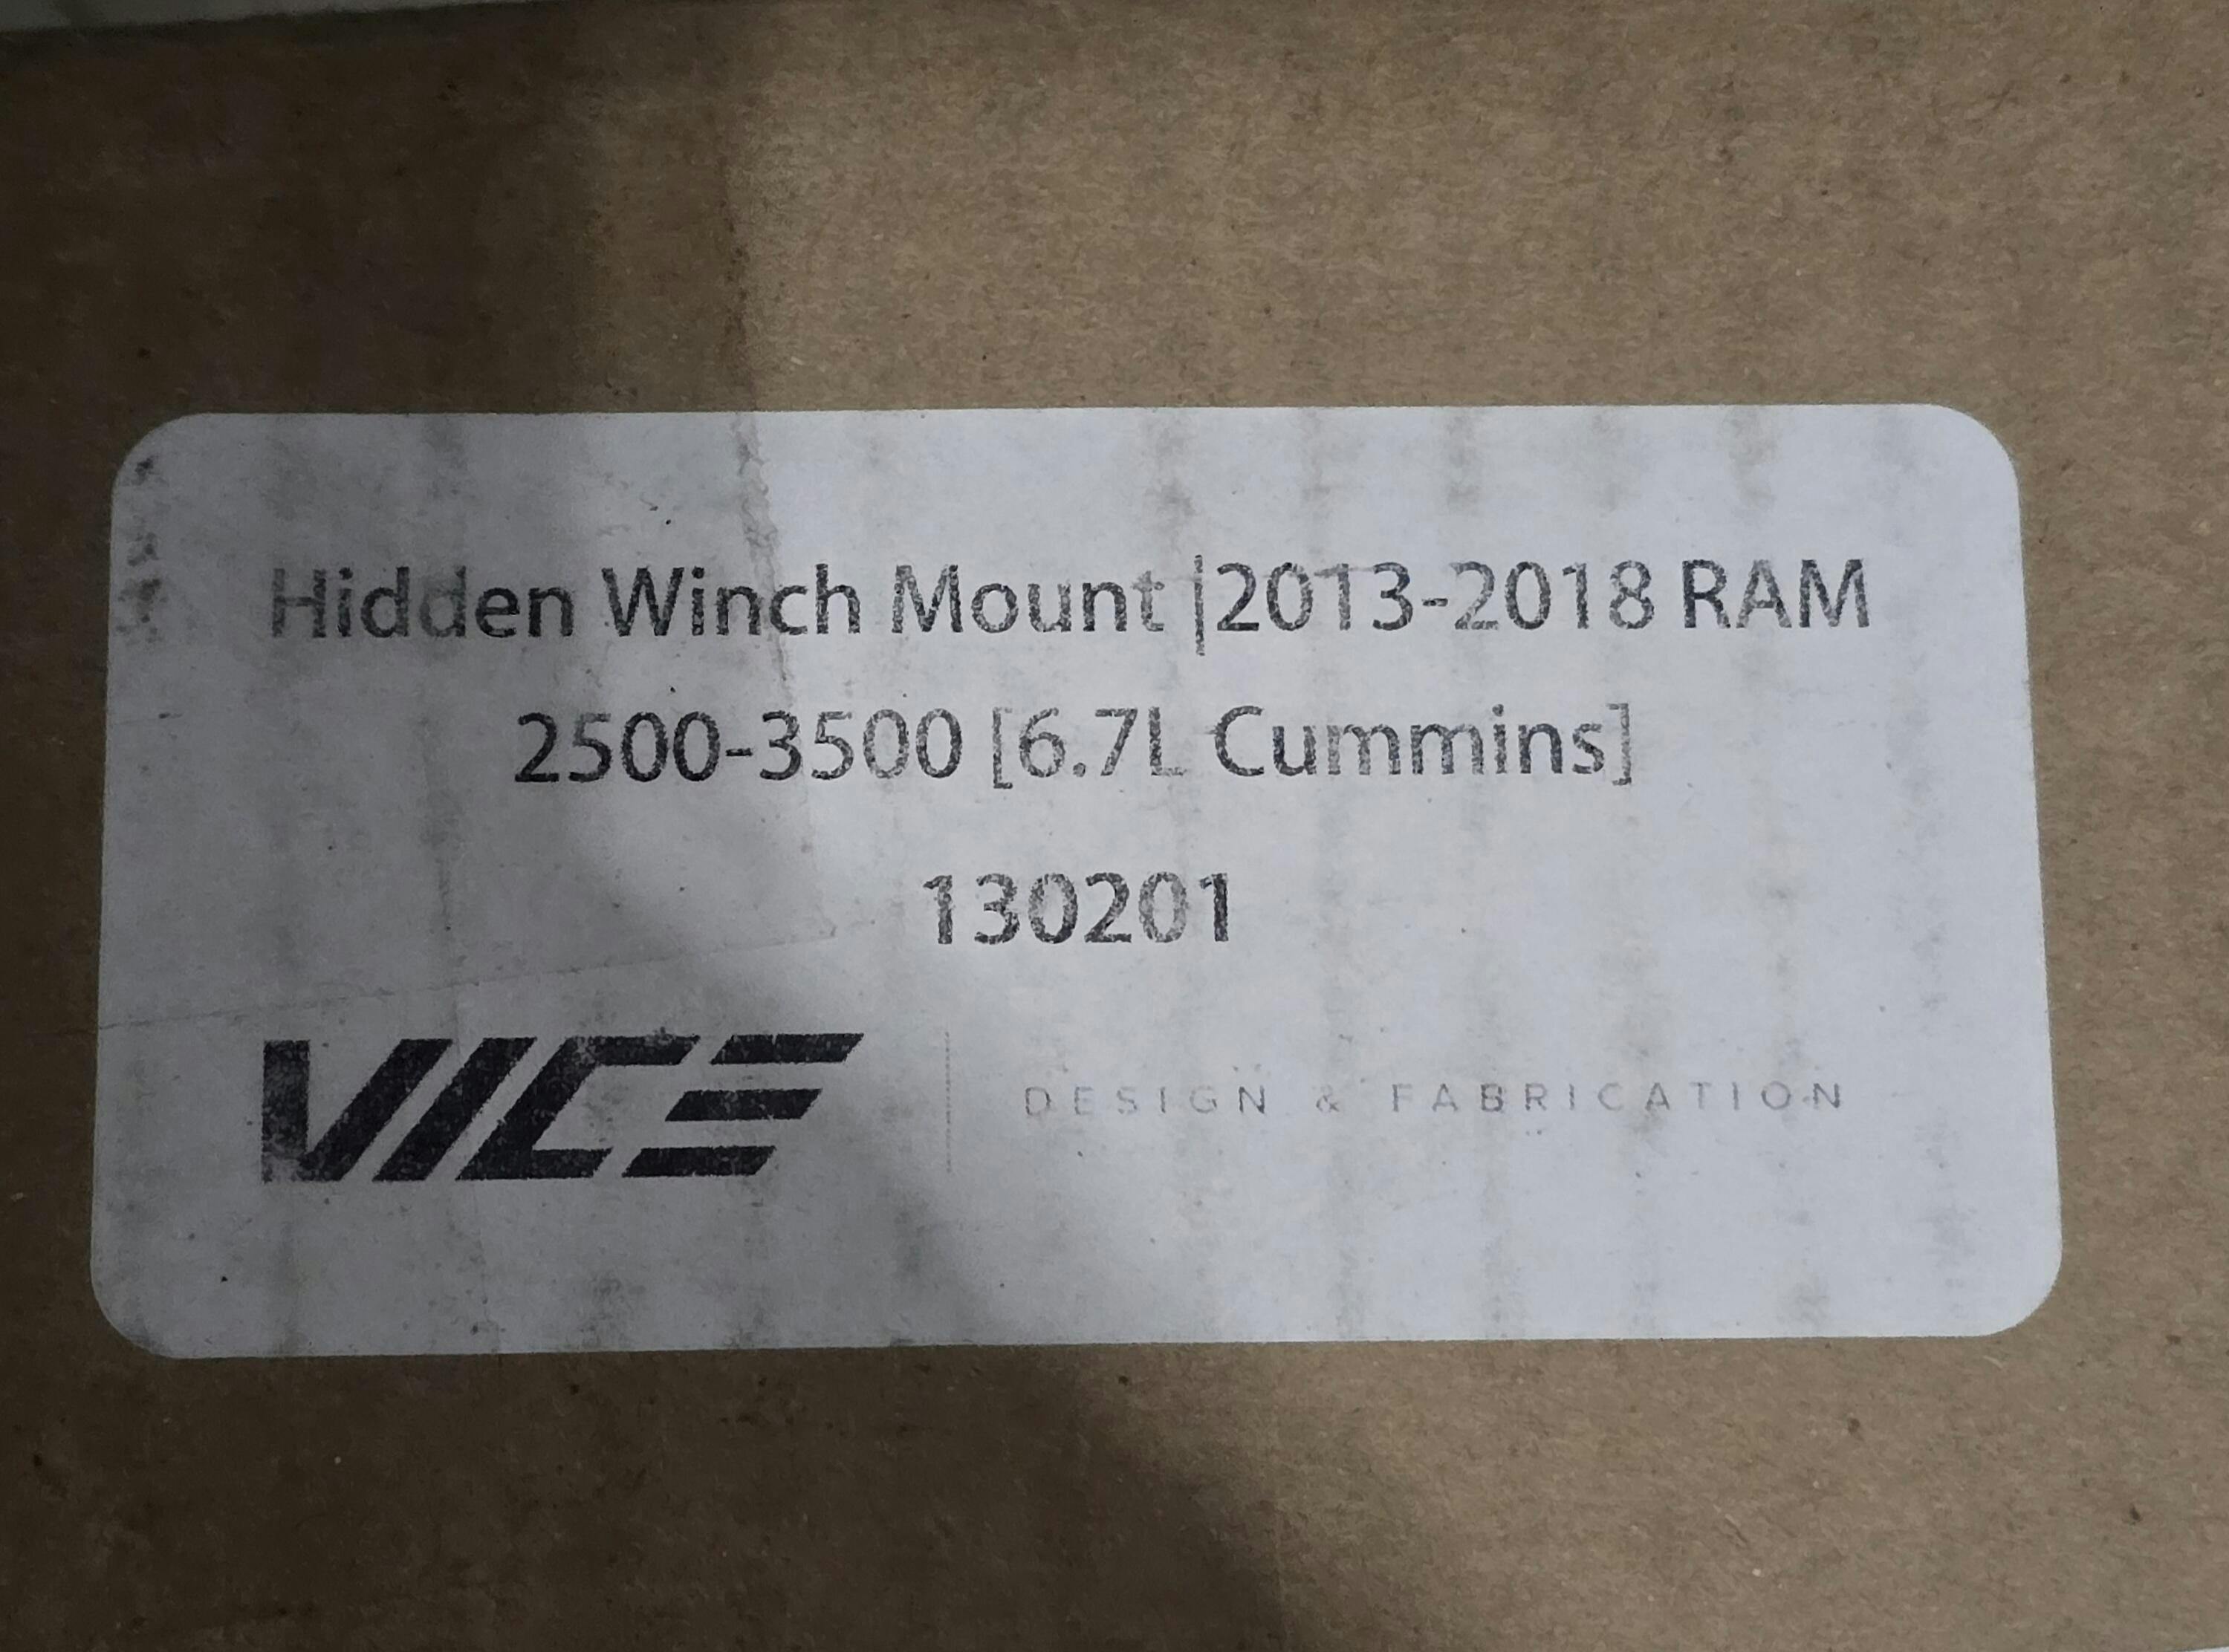 Hidden Winch Mount |2013-2018 RAM
2500-3500 [6.7L Cummins]
130201
VICE | DESIGN & FABRICATION